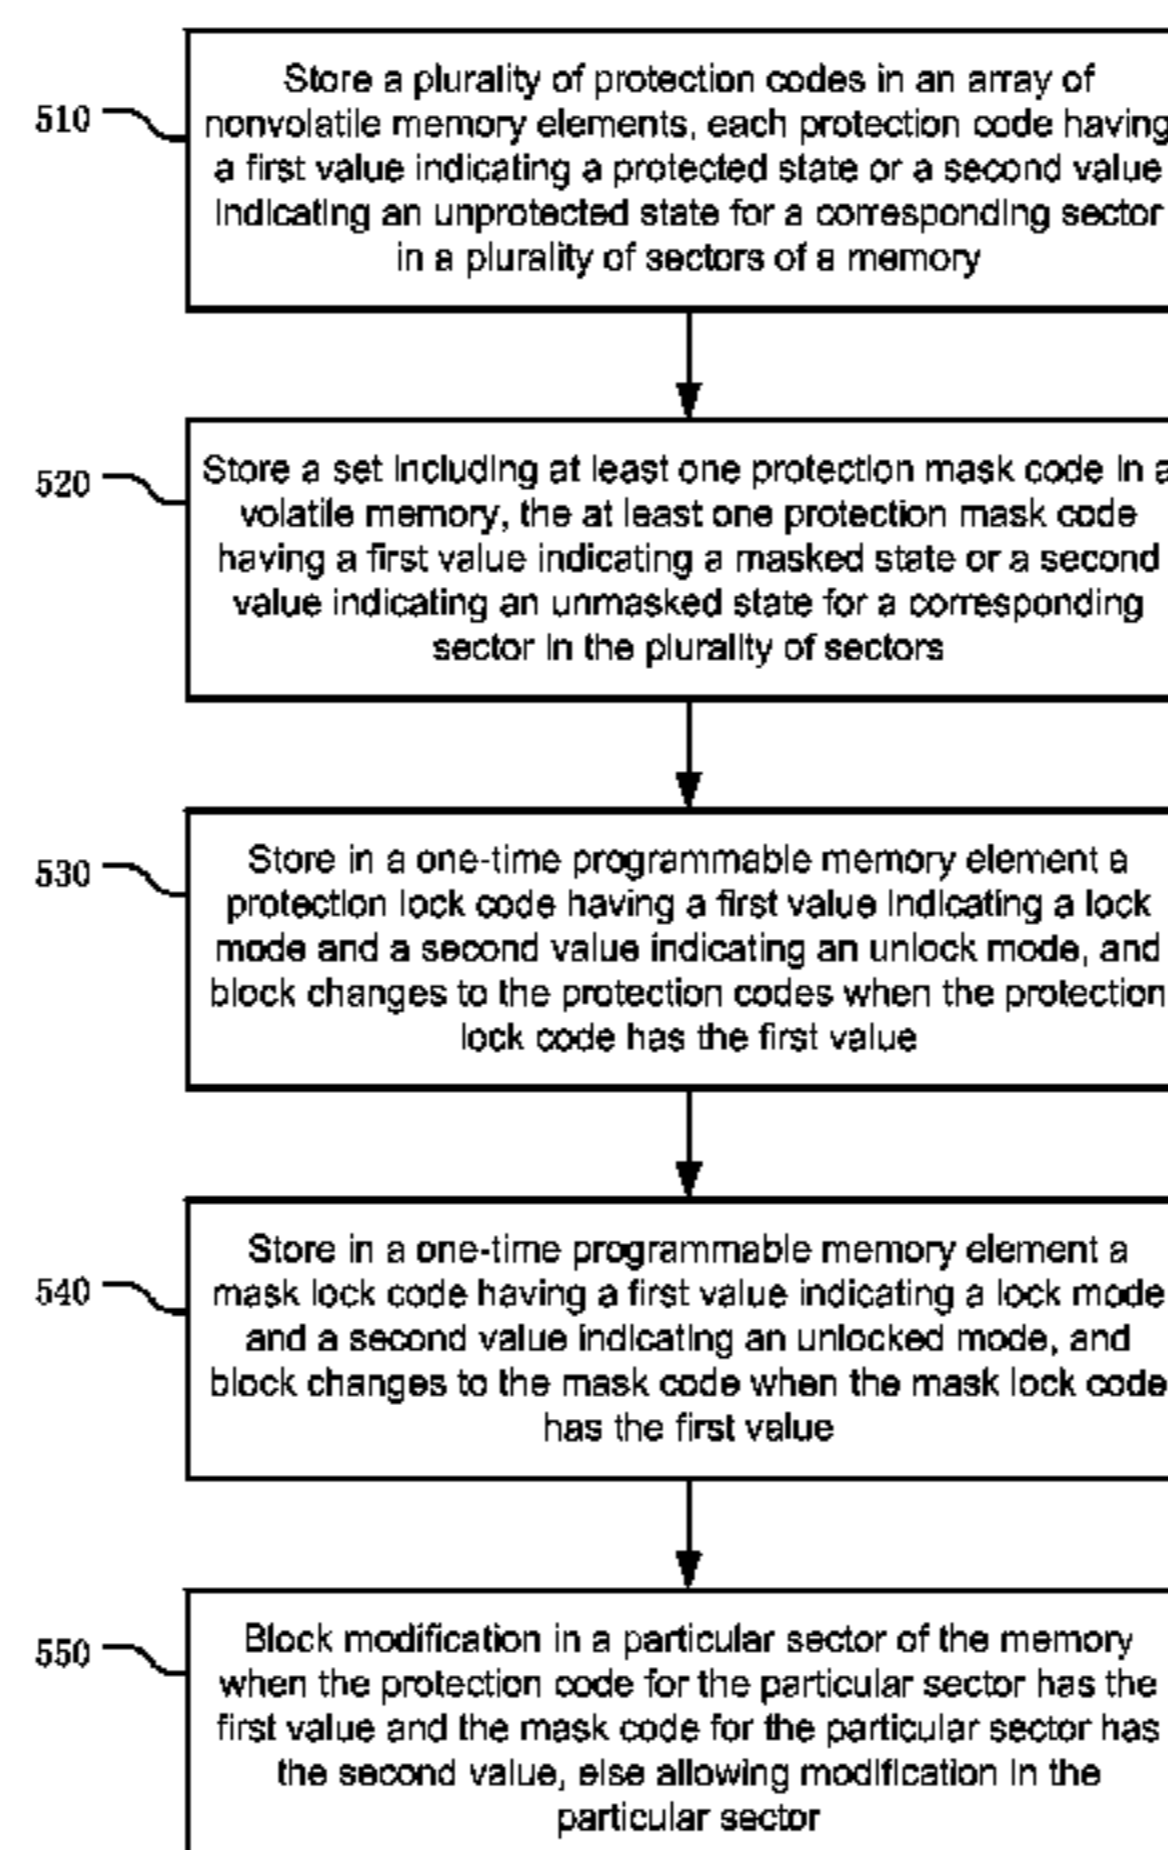 510
Store a plurality of protection codes in an array of
nonvolatile memory elements, each protection code having
a first value indicating a protected state or a second value
indicating an unprotected state for a corresponding sector
in a plurality of sectors of a memory
520
Store a set including at least one protection mask code in a
volatile memory, the at least one protection mask code
having a first value indicating a masked state or a second
value indicating an unmasked state for a corresponding
sector in the plurality of sectors
530
Store in a one-time programmable memory element a
protection lock code having a first value indicating a lock
mode and a second value indicating an unlock mode, and
block changes to the protection codes when the protection
lock code has the first value
540
Store in a one-time programmable memory element a
mask lock code having a first value indicating a lock mode
and a second value indicating an unlocked mode, and
block changes to the mask code when the mask lock code
has the first value
550
Block modification in a particular sector of the memory
when the protection code for the particular sector has the
first value and the mask code for the particular sector has
the second value, else allowing modification in the
particular sector